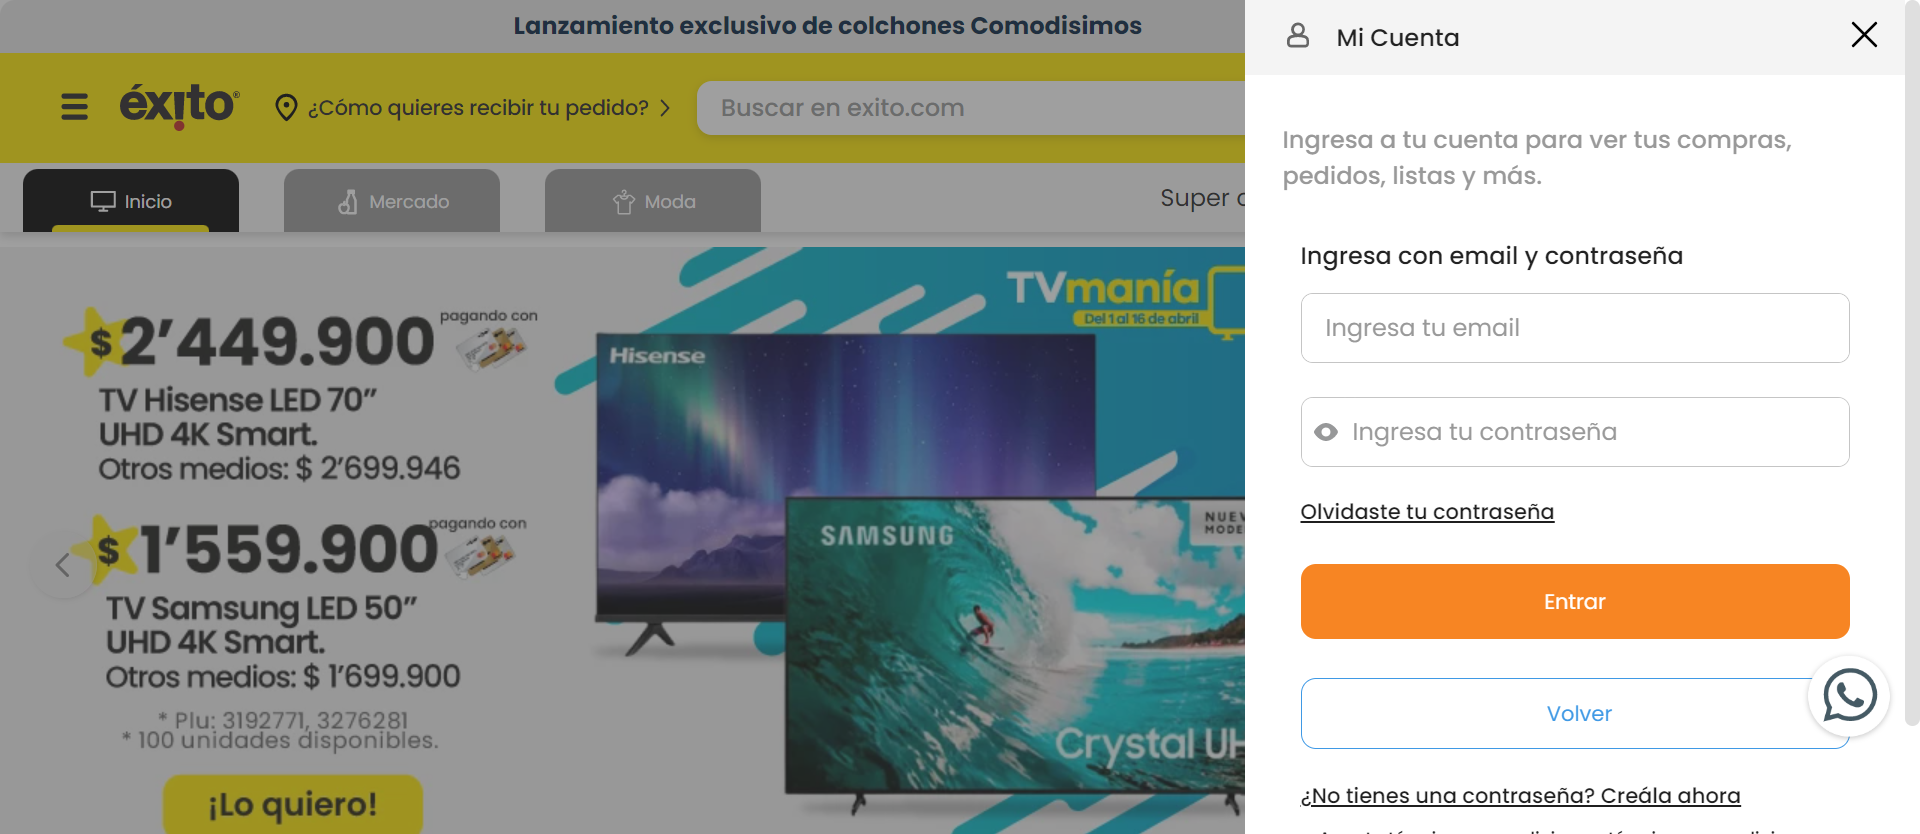 Lanzamiento exclusivo de colchones Comodisimos
Mi Cuenta
éxito®
¿Cómo quieres recibir tu pedido?
Buscar en exito.com
Inicio
Mercado
Moda
Super
Ingresa a tu cuenta para ver tus compras,
pedidos, listas y más.
Ingresa con email y contraseña
Ingresa tu email
Ingresa tu contraseña
Olvidaste tu contraseña
Entrar
Volver
¿No tienes una contraseña? Creála ahora
TVmanía
Del 1 al 16 de abril
$2’449.900
pagando con
TV Hisense LED 70”
UHD 4K Smart.
Otros medios: $ 2’699.946
$1’559.900
pagando con
TV Samsung LED 50”
UHD 4K Smart.
Otros medios: $ 1’699.900
* Plu: 3192771, 3276281
* 100 unidades disponibles.
¡Lo quiero!
Hisense
SAMSUNG
Crystal